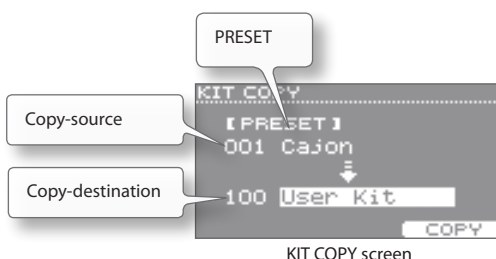 PRESET
KIT COPY
Copy-source
[PRESET]
001 Cajon
Copy-destination
100 User Kit
COPY
KIT COPY screen